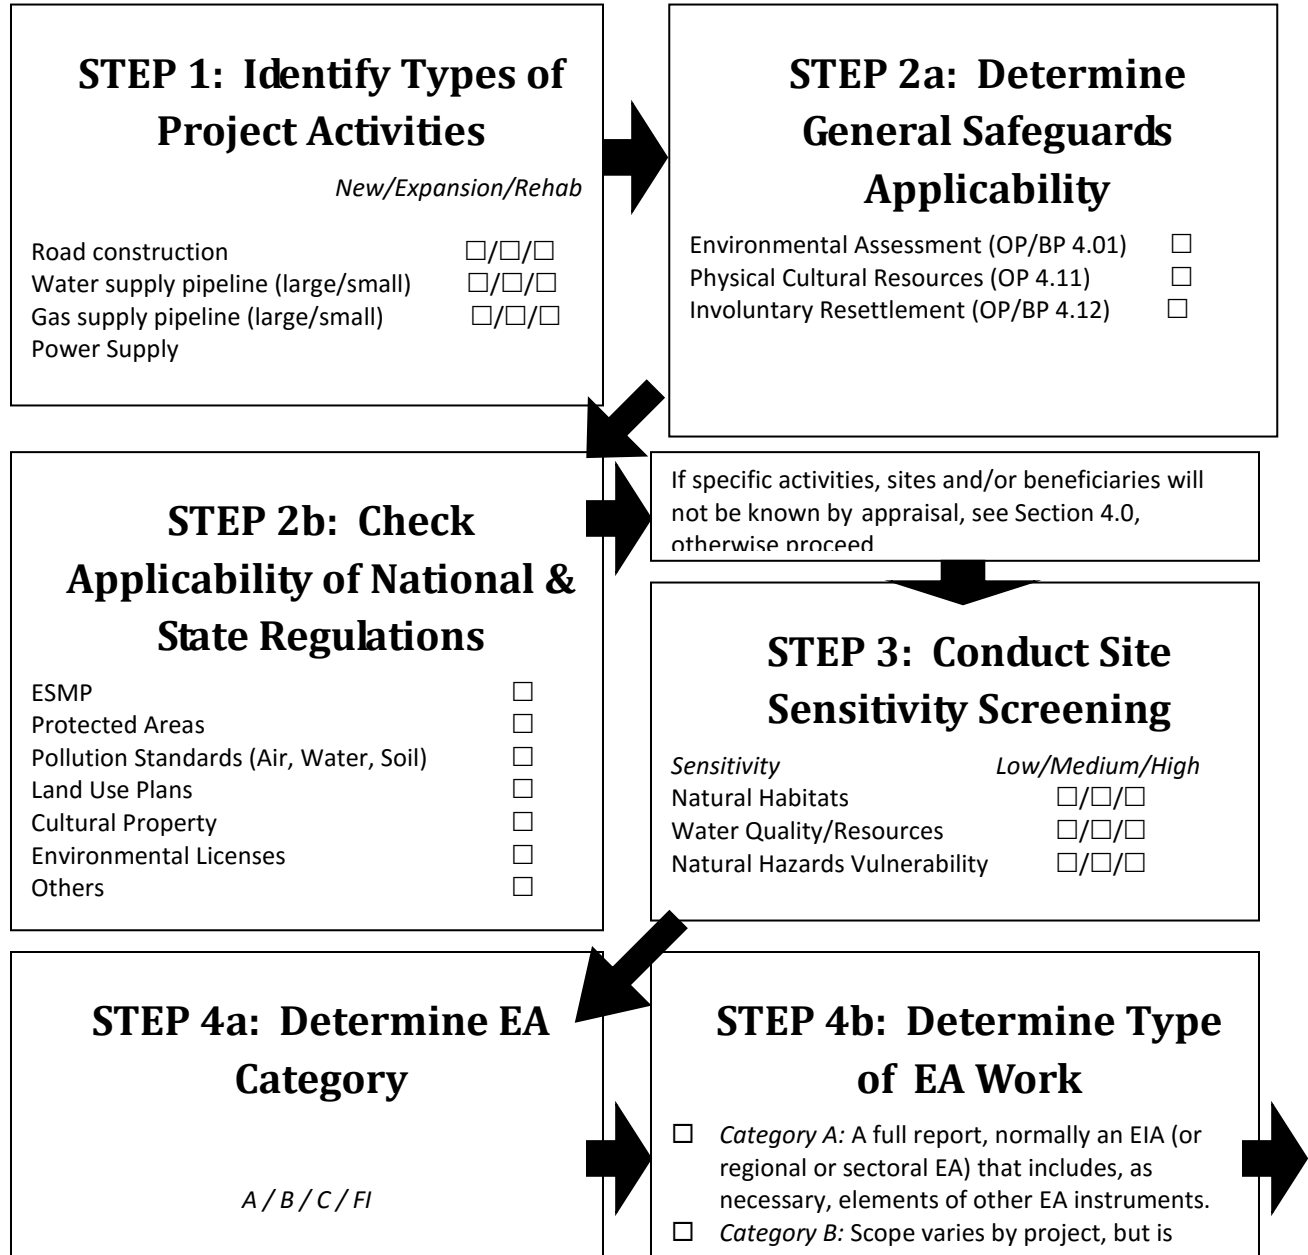 STEP 1: Identify Types of
Project Activities
New/Expansion/Rehab
Road construction ☐/☐/☐
Water supply pipeline (large/small) ☐/☐/☐
Gas supply pipeline (large/small) ☐/☐/☐
Power Supply
STEP 2a: Determine
General Safeguards
Applicability
Environmental Assessment (OP/BP 4.01) ☐
Physical Cultural Resources (OP 4.11) ☐
Involuntary Resettlement (OP/BP 4.12) ☐
STEP 2b: Check
Applicability of National &
State Regulations
ESMP ☐
Protected Areas ☐
Pollution Standards (Air, Water, Soil) ☐
Land Use Plans ☐
Cultural Property ☐
Environmental Licenses ☐
Others ☐
If specific activities, sites and/or beneficiaries will
not be known by appraisal, see Section 4.0,
otherwise proceed
STEP 3: Conduct Site
Sensitivity Screening
Sensitivity Low/Medium/High
Natural Habitats ☐/☐/☐
Water Quality/Resources ☐/☐/☐
Natural Hazards Vulnerability ☐/☐/☐
STEP 4a: Determine EA
Category
A / B / C / FI
STEP 4b: Determine Type
of EA Work
☐ Category A: A full report, normally an EIA (or
regional or sectoral EA) that includes, as
necessary, elements of other EA instruments.
☐ Category B: Scope varies by project, but is